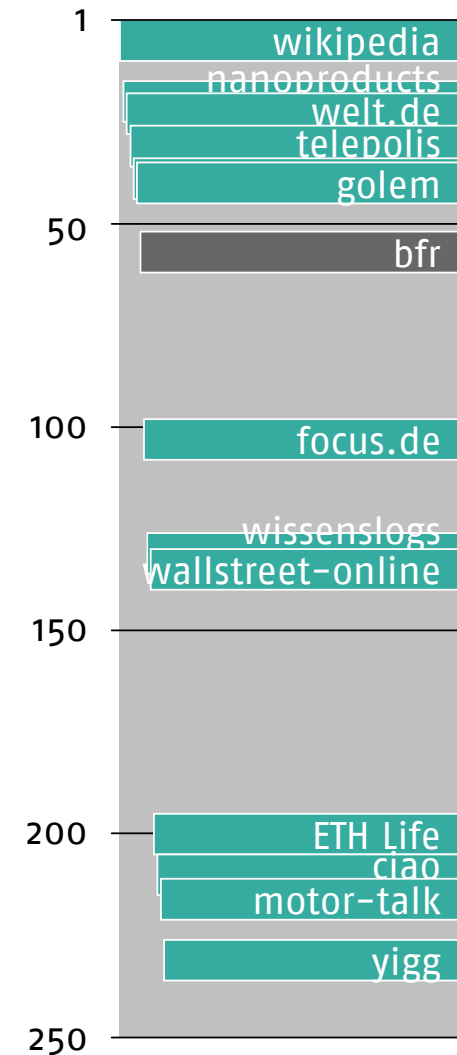 1
wikipedia
nanoproducts
welt.de
telepolis
golem
50
bfr
100
focus.de
wissenslogs
wallstreet-online
150
200
ETH Life
ciao
motor-talk
yigg
250